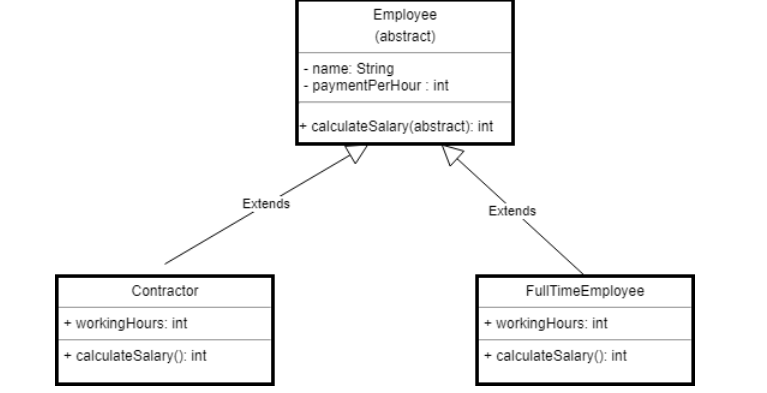 Employee
(abstract)
- name: String
- paymentPerHour : int
+ calculateSalary(abstract): int
Extends
Extends
Contractor
+ workingHours: int
+ calculateSalary(): int
FullTimeEmployee
+ workingHours: int
+ calculateSalary(): int